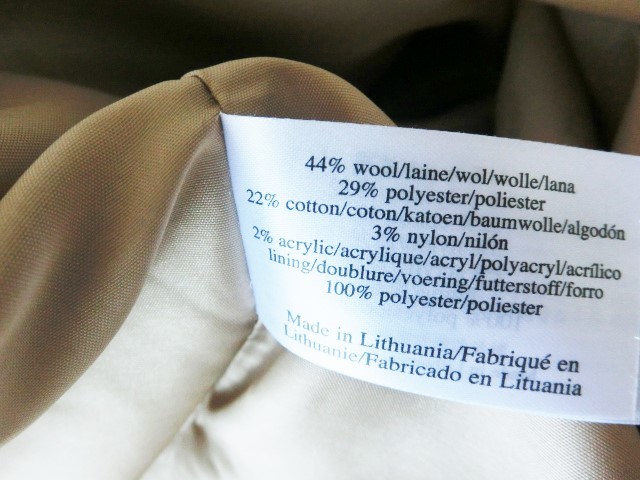 44% wool/laine/wol/wolle/lana
29% polyester/poliester
22% cotton/coton/katoen/baumwolle/algodón
3% nylon/nilón
2% acrylic/acrylique/acryl/polyacryl/acrílico
lining/doublure/voering/futterstoff/forro
100% polyester/poliester
Made in Lithuania/Fabriqué en
Lithuanie/Fabricado en Lituania